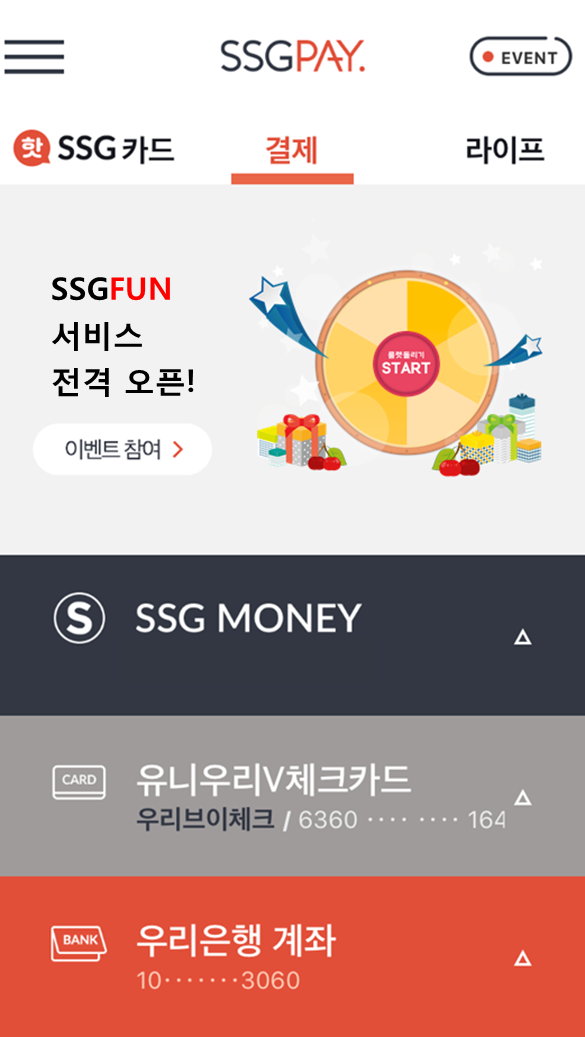 SSGPAY.
EVENT
핫 SSG 카드
결제
라이프
SSGFUN
서비스
전격 오픈!
이벤트 참여 >
룰렛돌리기
START
S SSG MONEY
CARD 유니우리V체크카드
우리브이체크 / 6360 ···· ···· 164
BANK 우리은행 계좌
10·······3060